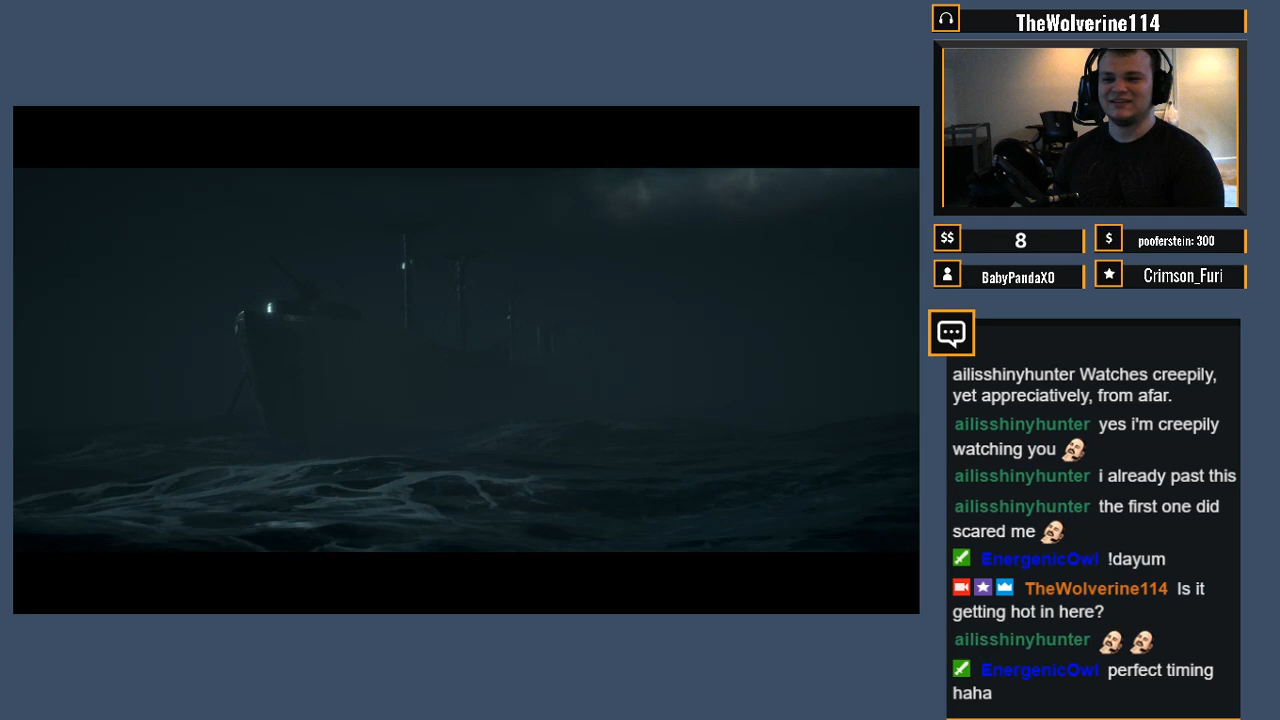 TheWolverine114
$$
8
$
pooferstein: 300
BabyPandaXO
Crimson_Furi
ailisshinyhunter Watches creepily,
yet appreciatively, from afar.
ailisshinyhunter yes i'm creepily
watching you
ailisshinyhunter i already past this
ailisshinyhunter the first one did
scared me
EnergenicOwl !dayum
TheWolverine114 Is it
getting hot in here?
ailisshinyhunter
EnergenicOwl perfect timing
haha